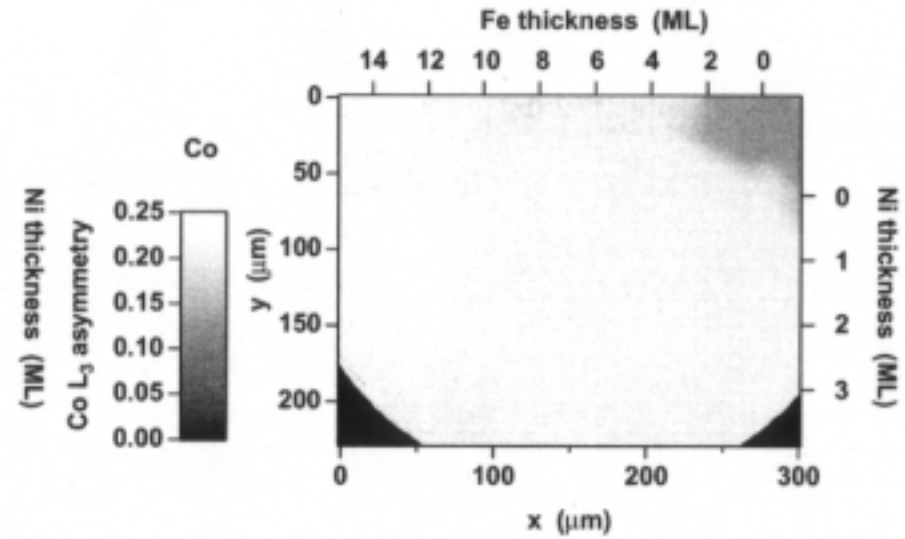 Fe thickness (ML)
14 12 10 8 6 4 2 0
Co
Ni thickness (ML)
Co L3 asymmetry
0.25
0.20
0.15
0.10
0.05
0.00
y (μm)
0
50
100
150
200
0
1
2
3
Ni thickness (ML)
0 100 200 300
x (μm)